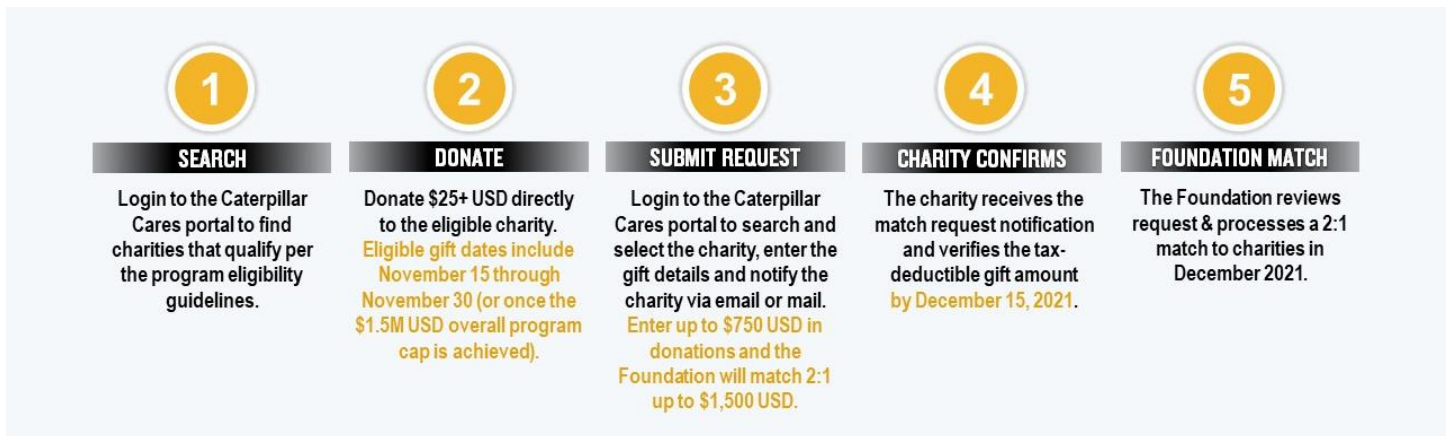 1
SEARCH
Login to the Caterpillar
Cares portal to find
charities that qualify per
the program eligibility
guidelines.
2
DONATE
Donate $25+ USD directly
to the eligible charity.
Eligible gift dates include
November 15 through
November 30 (or once the
$1.5M USD overall program
cap is achieved).
3
SUBMIT REQUEST
Login to the Caterpillar
Cares portal to search and
select the charity, enter the
gift details and notify the
charity via email or mail.
Enter up to $750 USD in
donations and the
Foundation will match 2:1
up to $1,500 USD.
4
CHARITY CONFIRMS
The charity receives the
match request notification
and verifies the tax-
deductible gift amount
by December 15, 2021.
5
FOUNDATION MATCH
The Foundation reviews
request & processes a 2:1
match to charities in
December 2021.